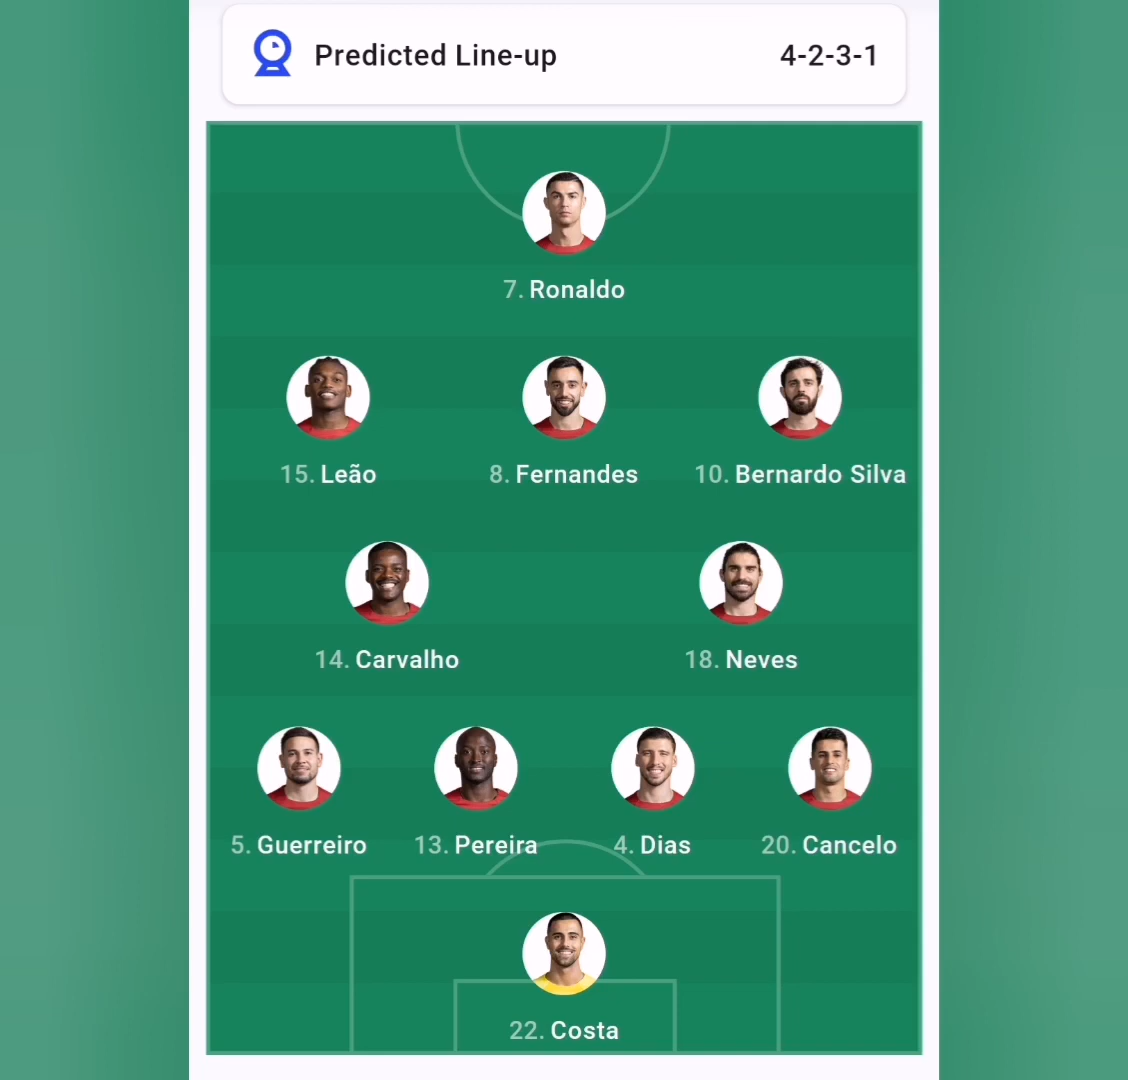 Predicted Line-up 4-2-3-1
7. Ronaldo
15. Leão 8. Fernandes 10. Bernardo Silva
14. Carvalho 18. Neves
5. Guerreiro 13. Pereira 4. Dias 20. Cancelo
22. Costa